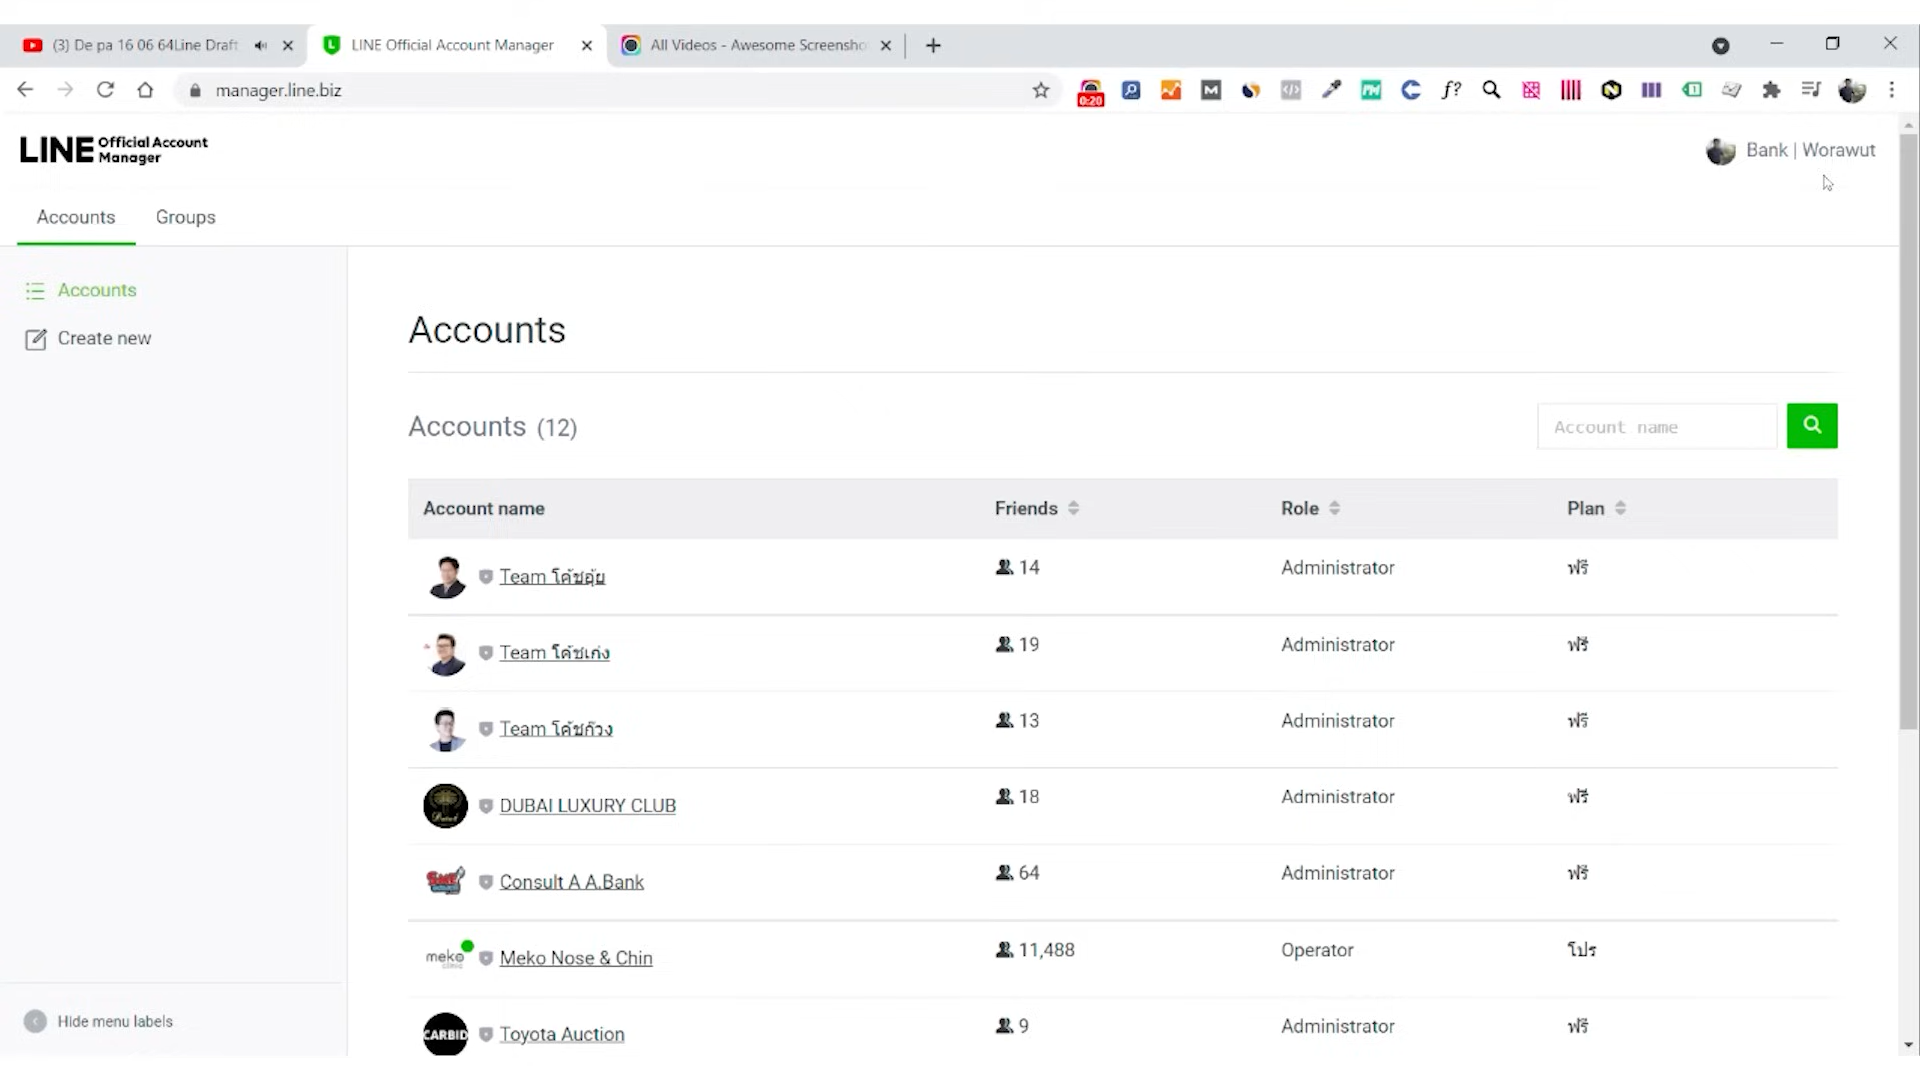 (3) De pa 16 06 64Line Draft
LINE Official Account Manager
All Videos - Awesome Screensho
manager.line.biz
0:20
LINE Official Account Manager
Bank | Worawut
Accounts
Groups
Accounts
Create new
Accounts
Accounts (12)
Account name
Account name
Friends
Role
Plan
Team โค้ชอุ้ย
14
Administrator
ฟรี
Team โค้ชเก่ง
19
Administrator
ฟรี
Team โค้ชก๊วง
13
Administrator
ฟรี
DUBAI LUXURY CLUB
18
Administrator
ฟรี
Consult A A.Bank
64
Administrator
ฟรี
meko
Meko Nose & Chin
11,488
Operator
โปร
CARBID
Toyota Auction
9
Administrator
ฟรี
Hide menu labels